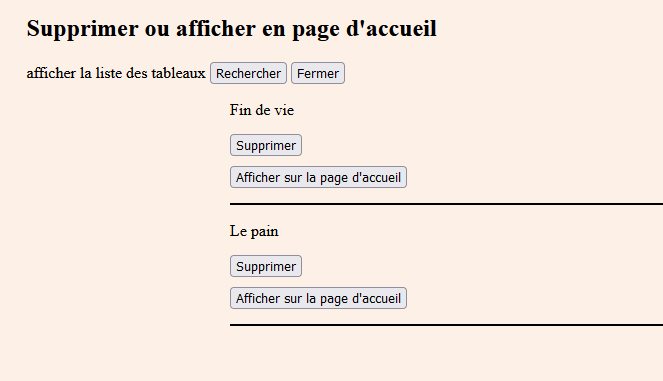 Supprimer ou afficher en page d'accueil
afficher la liste des tableaux Rechercher Fermer
Fin de vie
Supprimer
Afficher sur la page d'accueil
Le pain
Supprimer
Afficher sur la page d'accueil